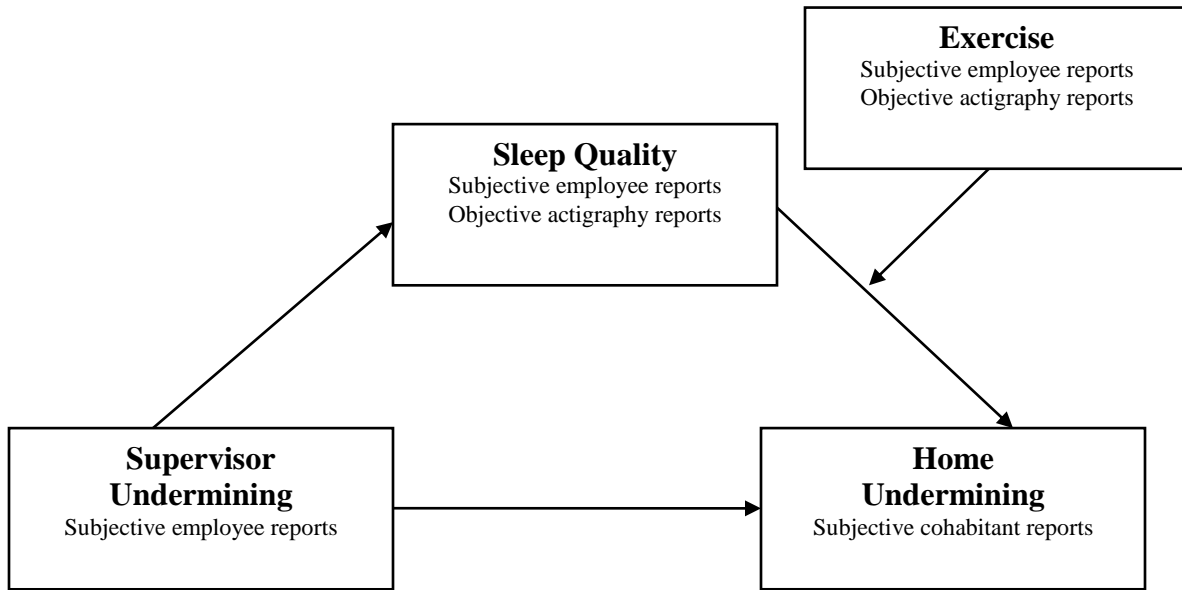 Exercise
Subjective employee reports
Objective actigraphy reports
Sleep Quality
Subjective employee reports
Objective actigraphy reports
Supervisor
Undermining
Subjective employee reports
Home
Undermining
Subjective cohabitant reports